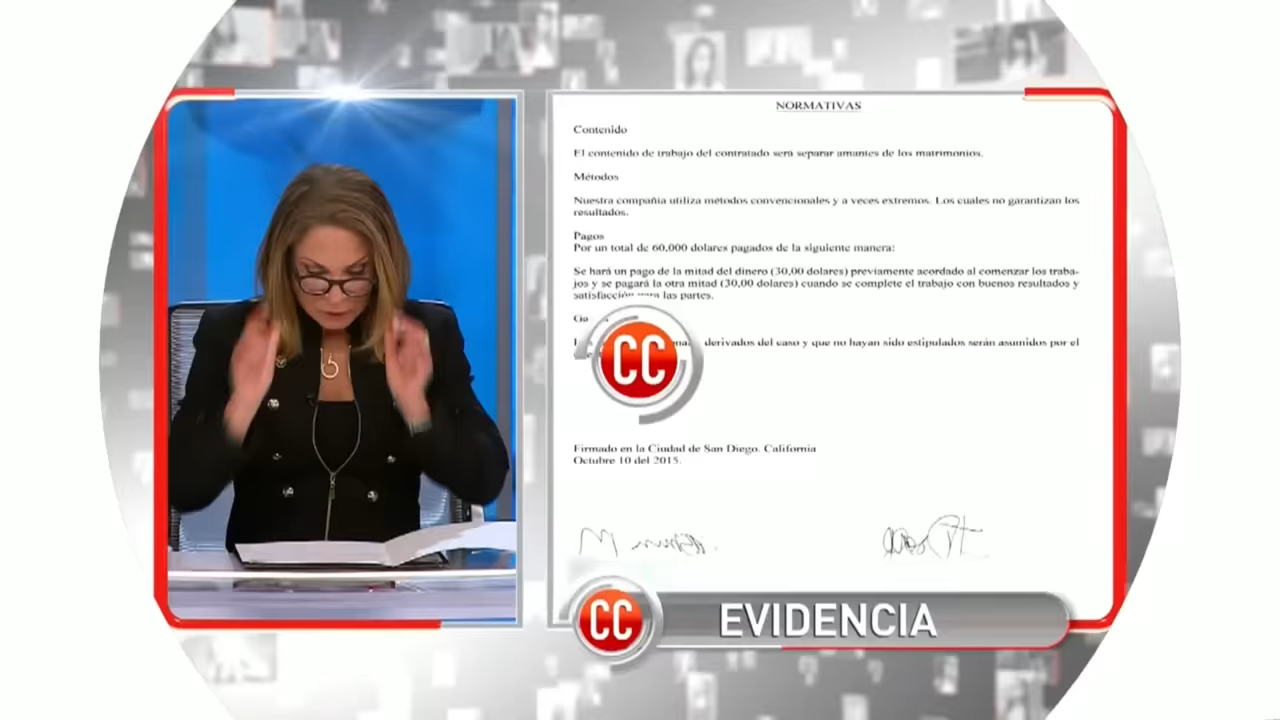 NORMATIVAS
Contenido
El contenido de trabajo del contratado será separar amantes de los matrimonios.
Métodos
Nuestra compañia utiliza métodos convencionales y a veces extremos. Los cuales no garantizan los
resultados.
Pagos
Por un total de 60,000 dolares pagados de la siguiente manera:
Se hará un pago de la mitad del dinero (30,00 dolares) previamente acordado al comenzar los traba-
jos y se pagará la otra mitad (30,00 dolares) cuando se complete el trabajo con buenos resultados y
satisfacción para las partes.
derivados del caso y que no hayan sido estipulados serán asumidos por el
CC
Firmado en la Ciudad de San Diego. California
Octubre 10 del 2015.
CC
EVIDENCIA